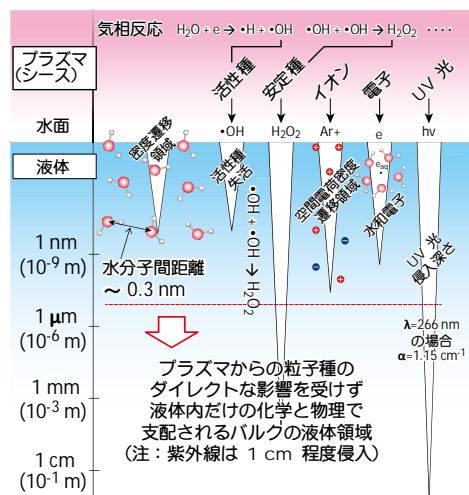 気相反応 H₂O + e → •H + •OH •OH + •OH → H₂O₂ ‥‥
プラズマ
(シース)
活性種
安定種
イオン
電子
UV 光
水面
•OH
H₂O₂
Ar+
e
hν
液体
密度遷移
領域
活性種
失活
•OH + •OH → H₂O₂
空間電荷密度
遷移領域
e aq
水和電子
UV 光
侵入深さ
水分子間距離
~ 0.3 nm
1 nm
(10⁻⁹ m)
1 μm
(10⁻⁶ m)
λ=266 nm
の場合
α=1.15 cm⁻¹
プラズマからの粒子種の
ダイレクトな影響を受けず
液体内だけの化学と物理で
支配されるバルクの液体領域
(注：紫外線は 1 cm 程度侵入)
1 mm
(10⁻³ m)
1 cm
(10⁻¹ m)